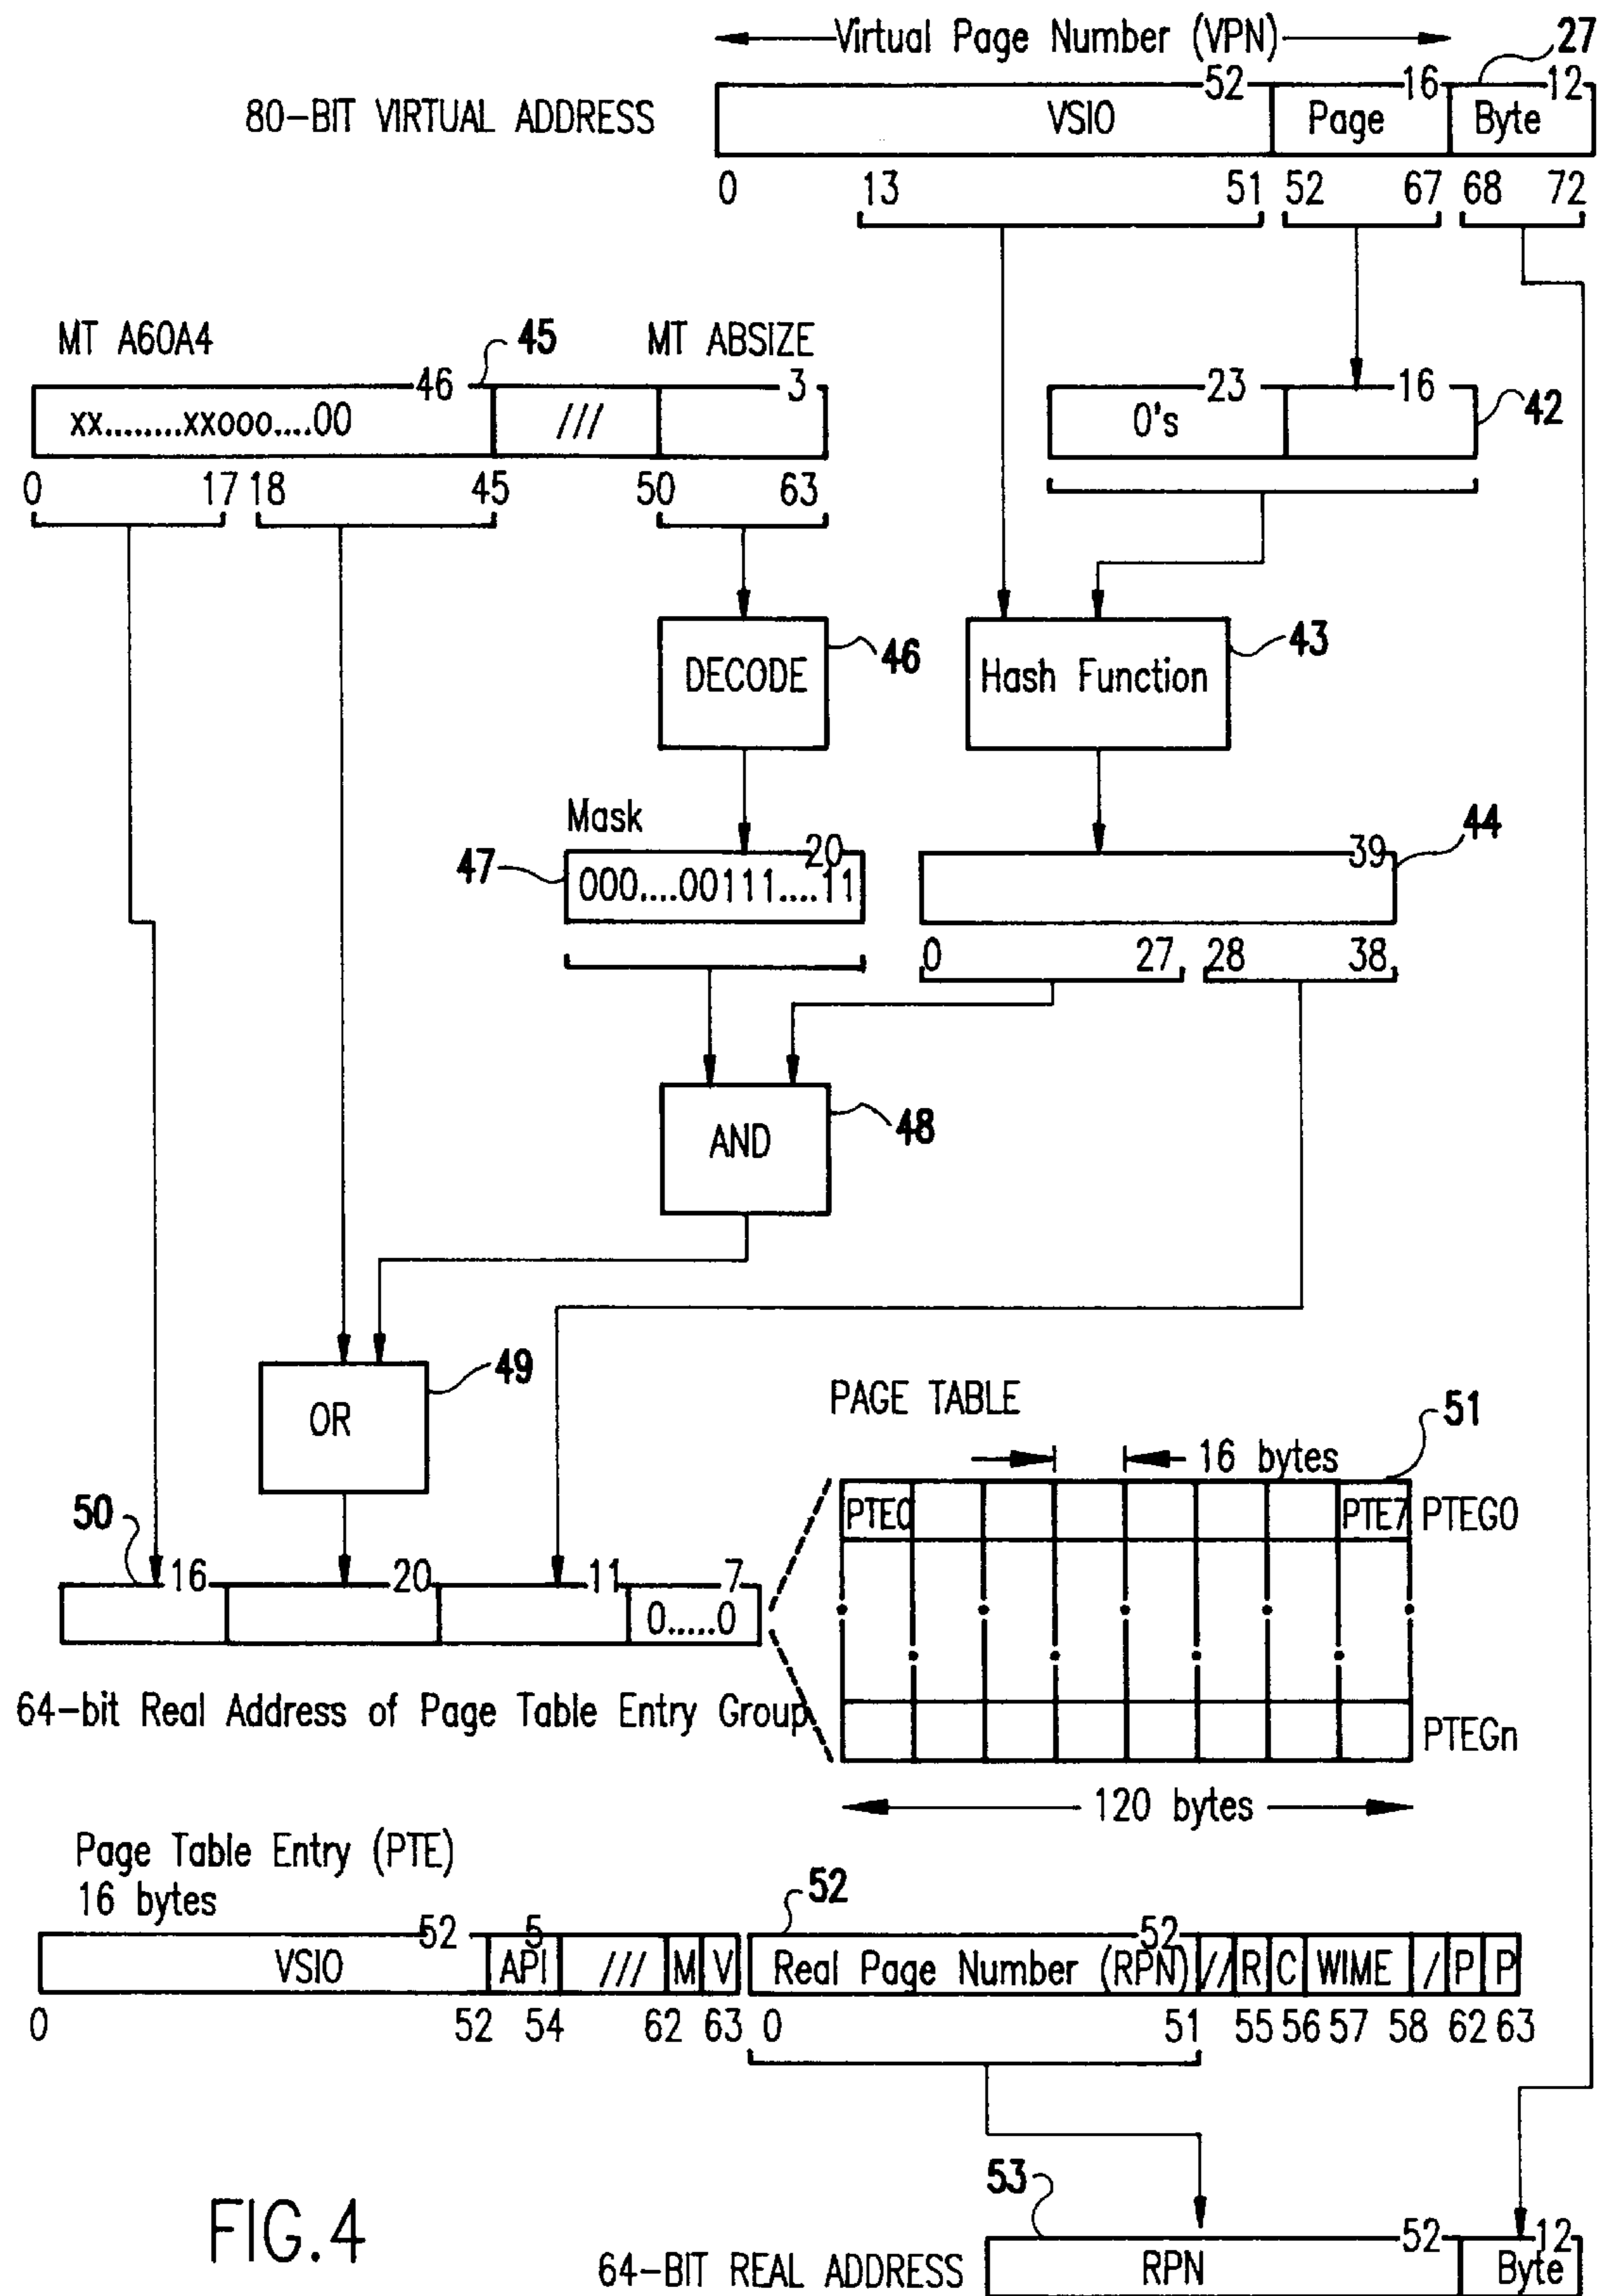 Virtual Page Number (VPN)
27
80-BIT VIRTUAL ADDRESS
52 16 12
VSIO Page Byte
0 13 51 52 67 68 72
MT A60A4 45 MT ABSIZE
46 3 23 16
xx........xxooo....00 /// 0's 42
0 17 18 45 50 63
DECODE 46 Hash Function 43
Mask
47 20 39 44
000....00111....11
0 27 28 38
AND 48
OR 49
PAGE TABLE
51
16 bytes
50 PTE0 PTE7 PTEG0
16 20 11 7
0.....0
64-bit Real Address of Page Table Entry Group
PTEGn
120 bytes
Page Table Entry (PTE)
16 bytes
52
52 5 52
VSIO API /// M V Real Page Number (RPN) // R C WIME / P P
0 52 54 62 63 0 51 55 56 57 58 62 63
53
52 12
64-BIT REAL ADDRESS RPN Byte
FIG.4